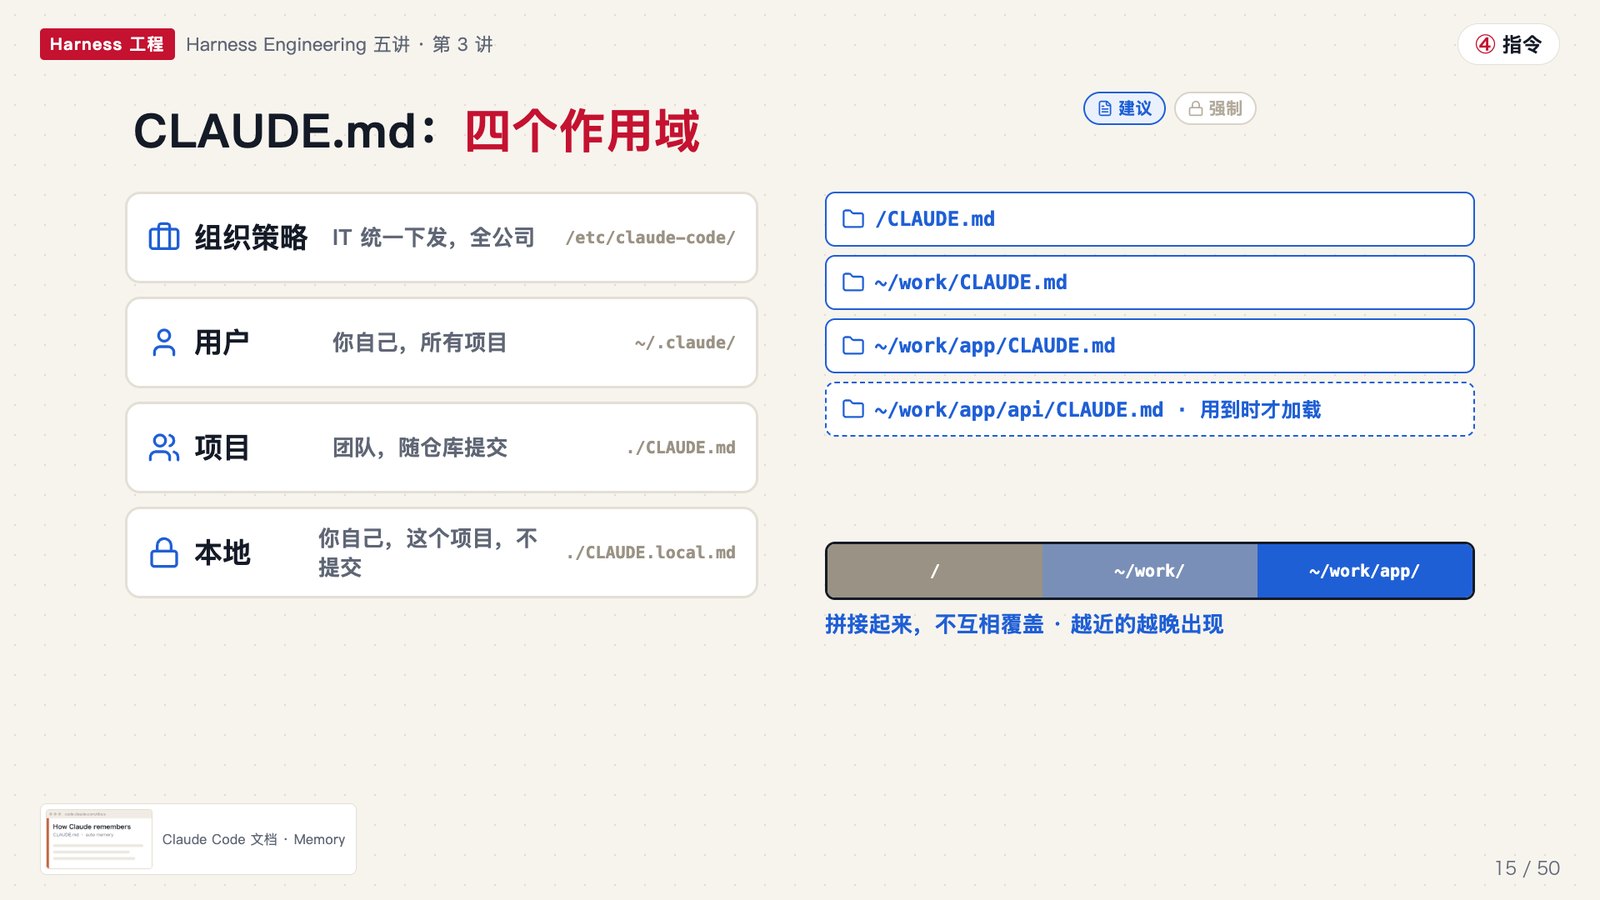 Harness 工程 Harness Engineering 五讲 · 第 3 讲
④ 指令
CLAUDE.md：四个作用域
建议 强制
组织策略 IT 统一下发，全公司 /etc/claude-code/
用户 你自己，所有项目 ~/.claude/
项目 团队，随仓库提交 ./CLAUDE.md
本地 你自己，这个项目，不
提交 ./CLAUDE.local.md
/CLAUDE.md
~/work/CLAUDE.md
~/work/app/CLAUDE.md
~/work/app/api/CLAUDE.md · 用到时才加载
/ ~/work/ ~/work/app/
拼接起来，不互相覆盖 · 越近的越晚出现
How Claude remembers
Claude Code 文档 · Memory
15 / 50